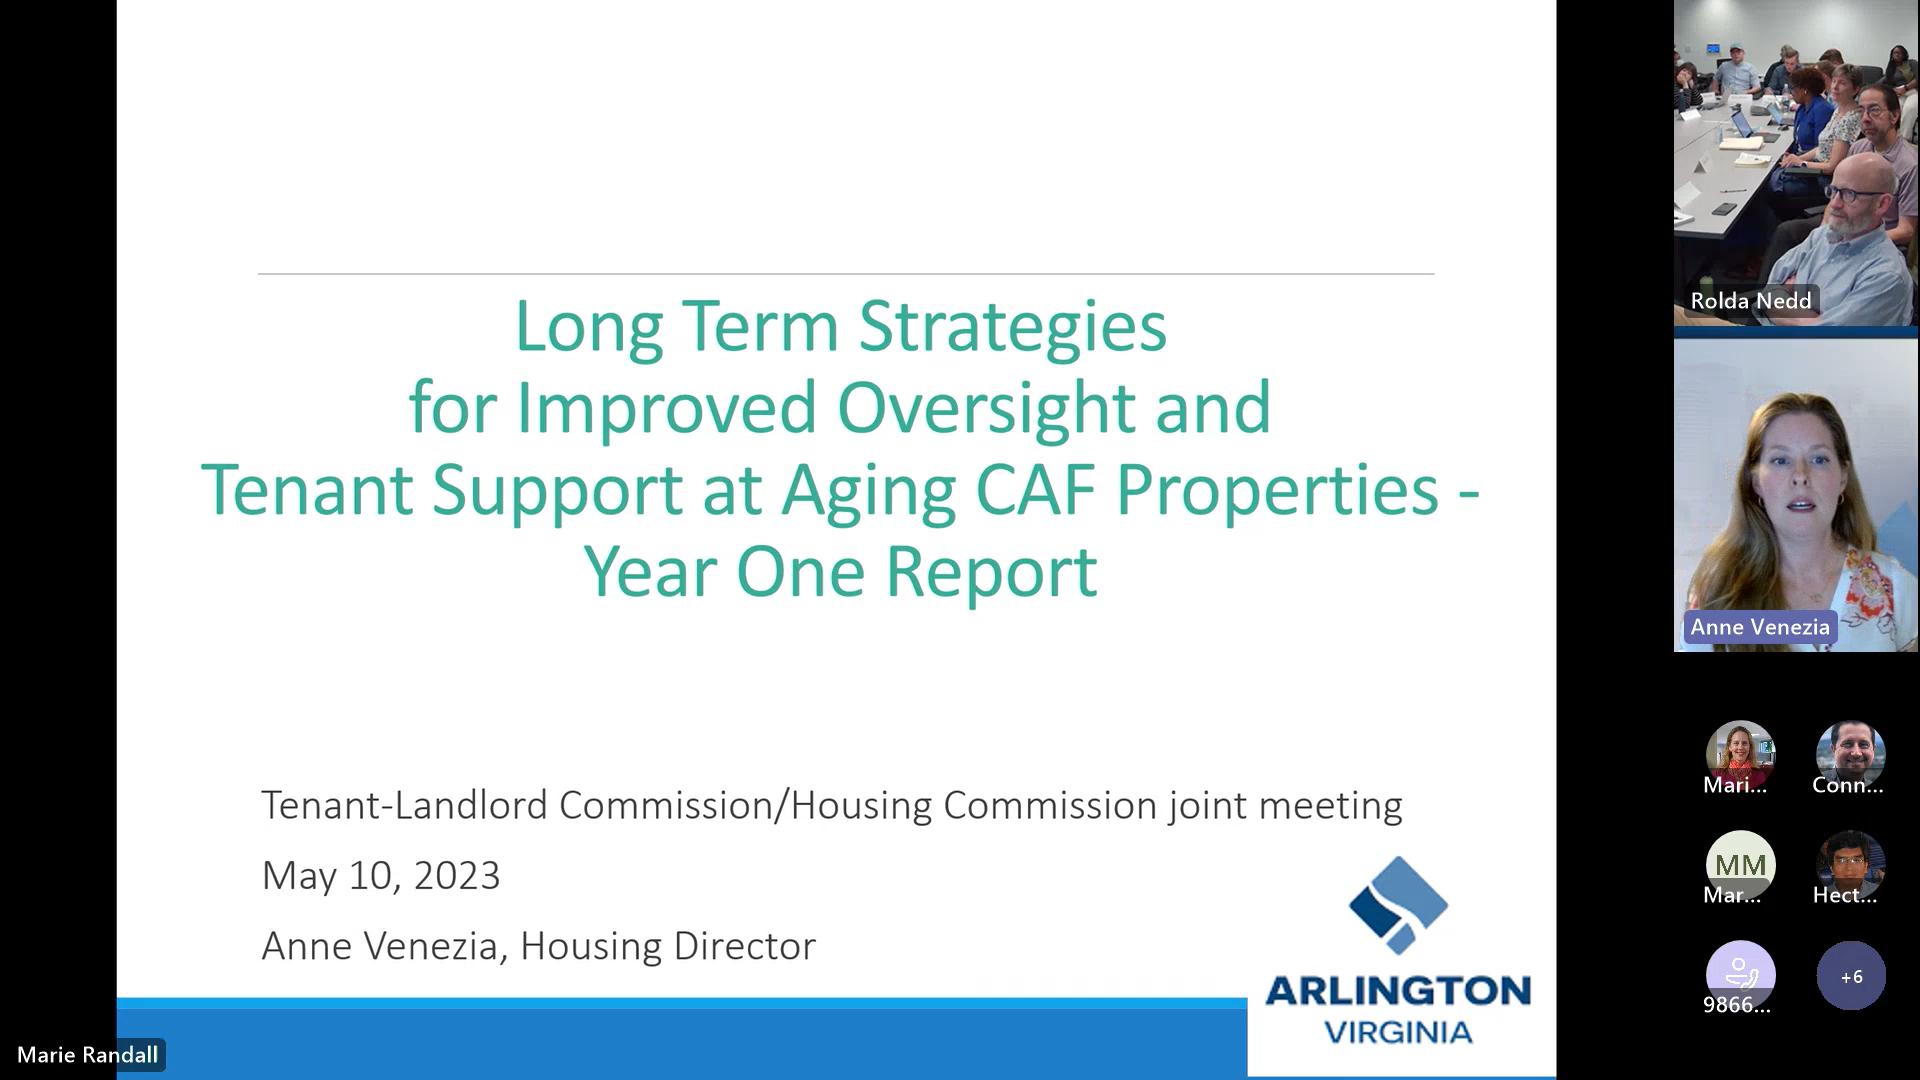 Long Term Strategies
for Improved Oversight and
Tenant Support at Aging CAF Properties -
Year One Report
Tenant-Landlord Commission/Housing Commission joint meeting
May 10, 2023
Anne Venezia, Housing Director
ARLINGTON
VIRGINIA
Marie Randall
Rolda Nedd
Anne Venezia
Mari...
Conn...
MM
Mar...
Hect...
9866...
+6